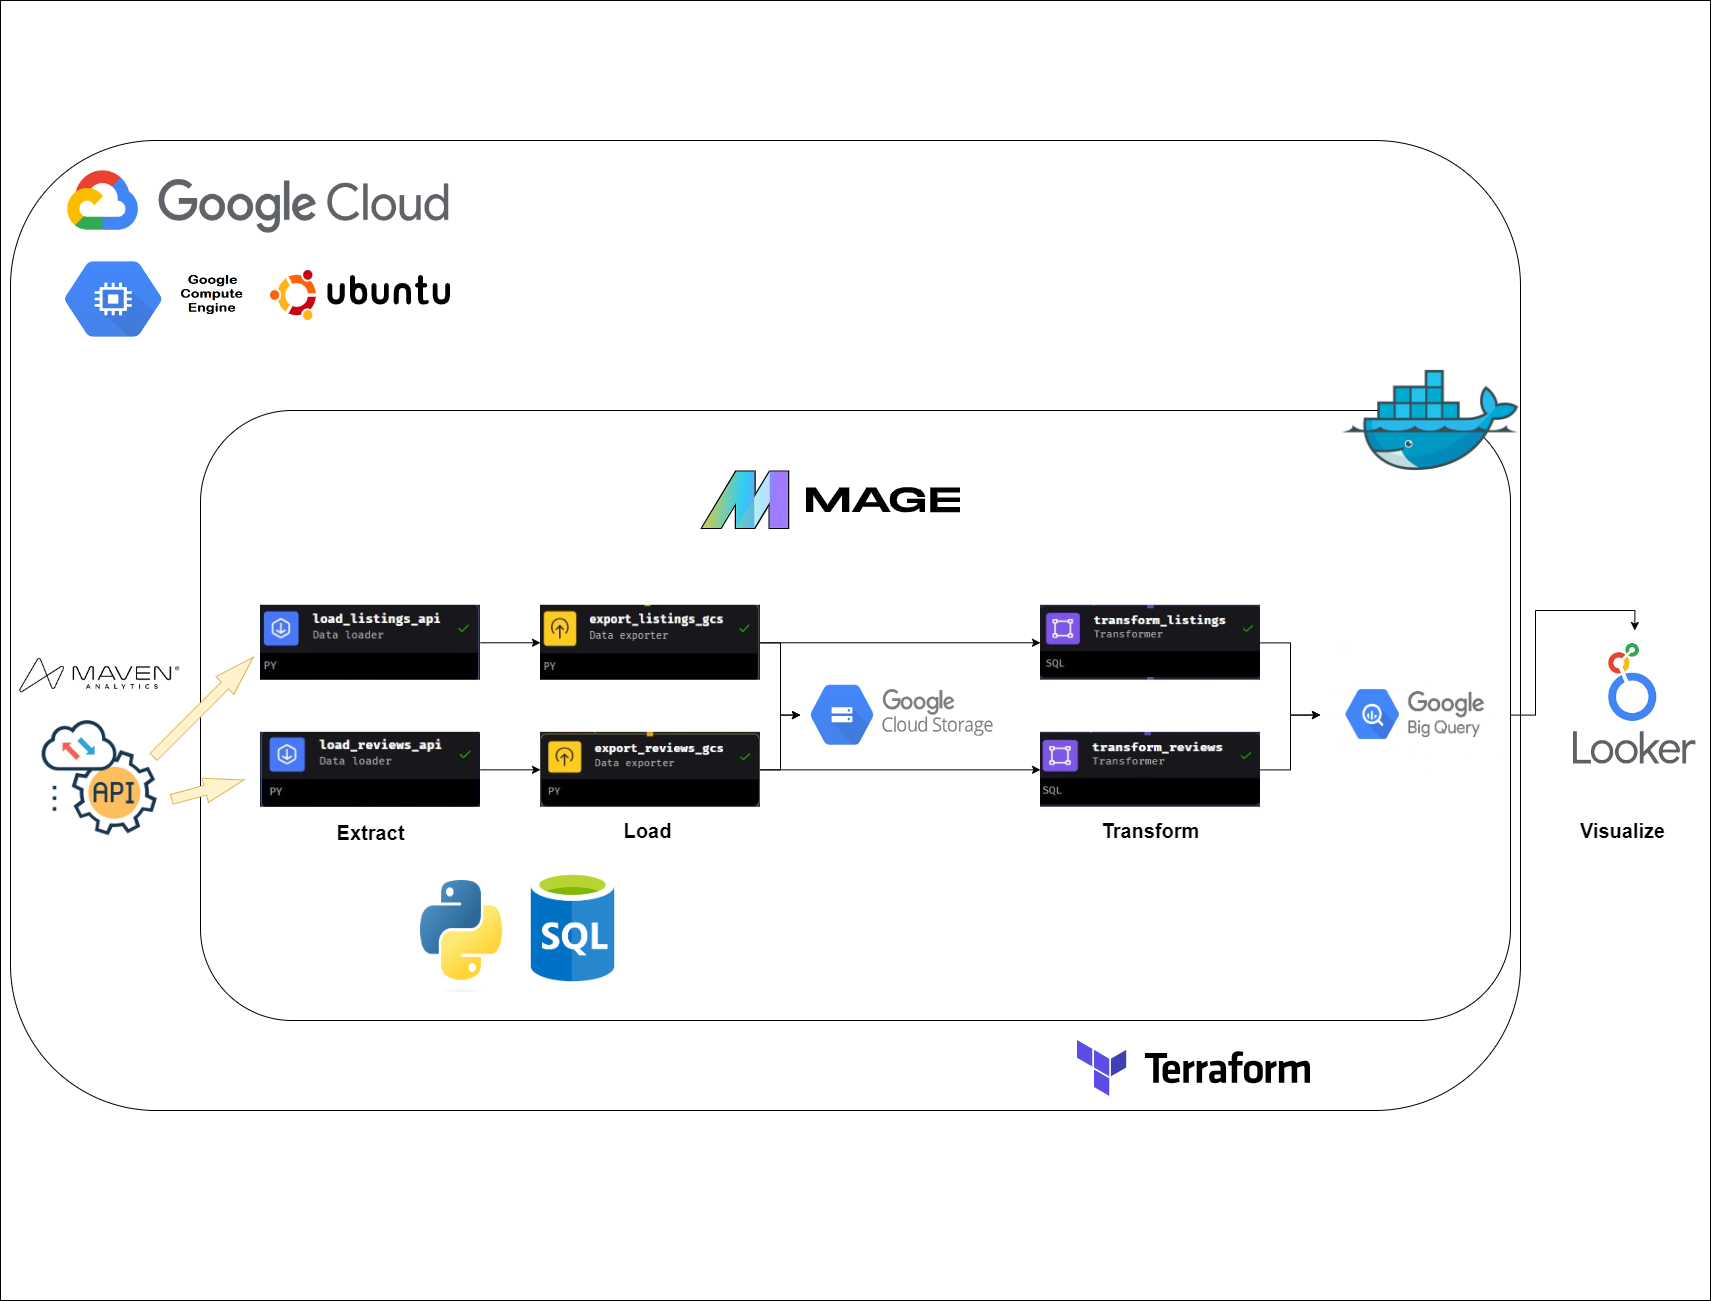 Google Cloud
Google
Compute
Engine
ubuntu
MAGE
load_listings_api
Data loader
PY
export_listings_gcs
Data exporter
PY
transform_listings
Transformer
SQL
MAVEN®
ANALYTICS
Google
Cloud Storage
Google
Big Query
Looker
API
load_reviews_api
Data loader
PY
export_reviews_gcs
Data exporter
PY
transform_reviews
Transformer
SQL
Extract
Load
Transform
Visualize
SQL
Terraform